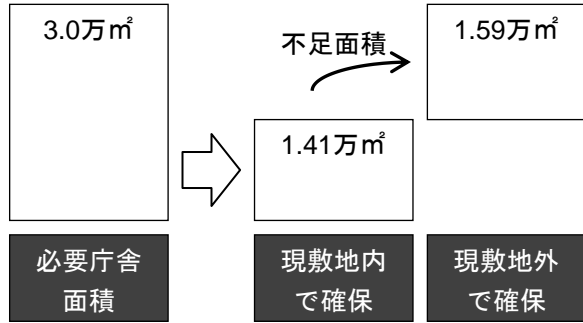 3.0万㎡
不足面積
1.59万㎡
1.41万㎡
必要庁舎
面積
現敷地内
で確保
現敷地外
で確保